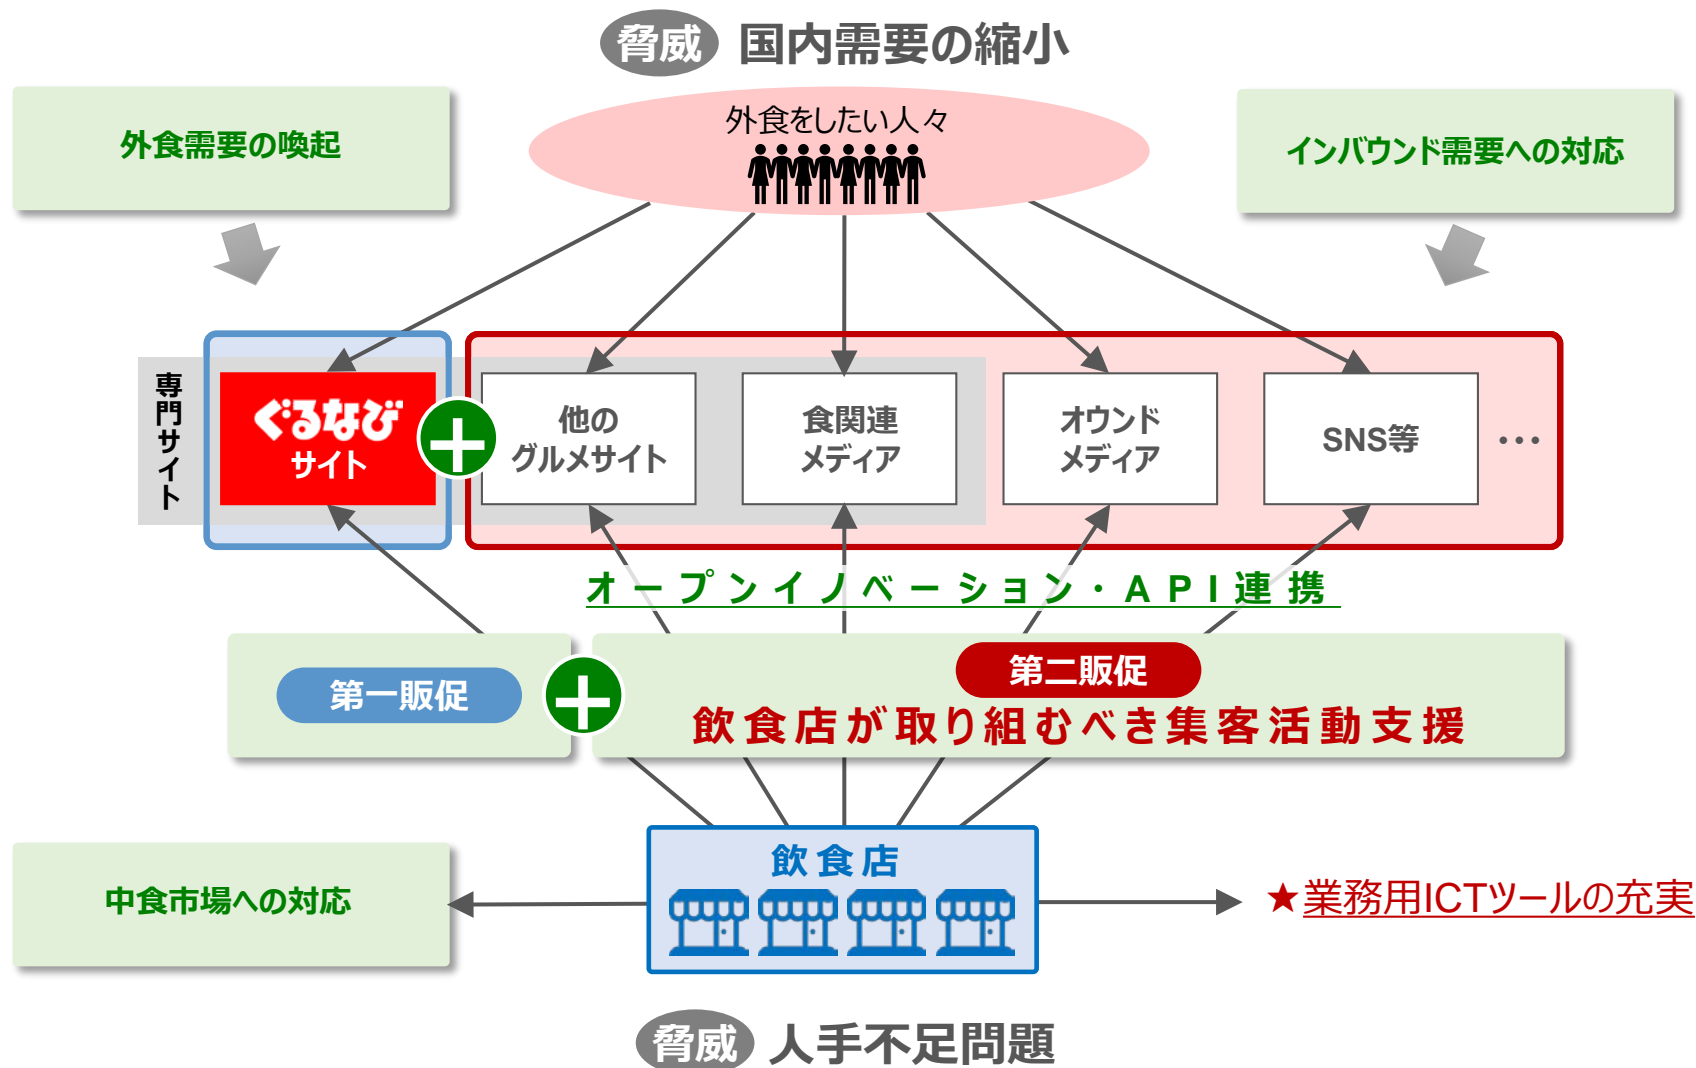 脅威 国内需要の縮小
外食需要の喚起
外食をしたい人々
インバウンド需要への対応
専門サイト
ぐるなび
サイト
他の
グルメサイト
食関連
メディア
オウンド
メディア
SNS等
…
オープンイノベーション・API連携
第一販促
第二販促
飲食店が取り組むべき集客活動支援
飲食店
中食市場への対応
★業務用ICTツールの充実
脅威 人手不足問題